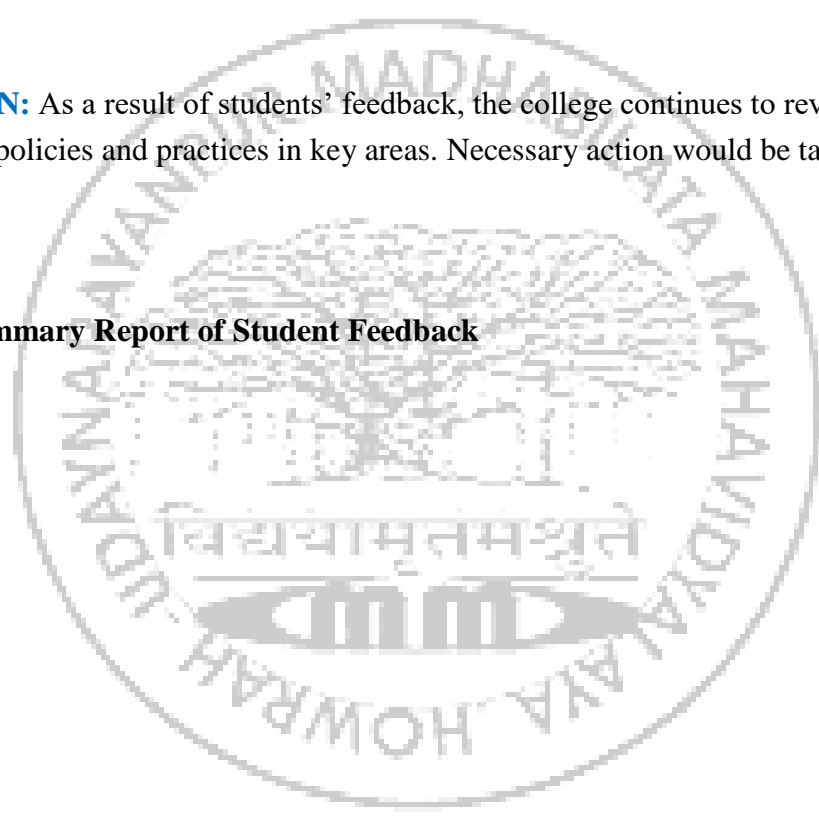 N: As a result of students’ feedback, the college continues to rev
policies and practices in key areas. Necessary action would be ta
nmary Report of Student Feedback
UDAYNARAYANPUR MADHABILATA MAHAVIDYALAYA, HOWRAH
विद्ययामृतमश्नुते